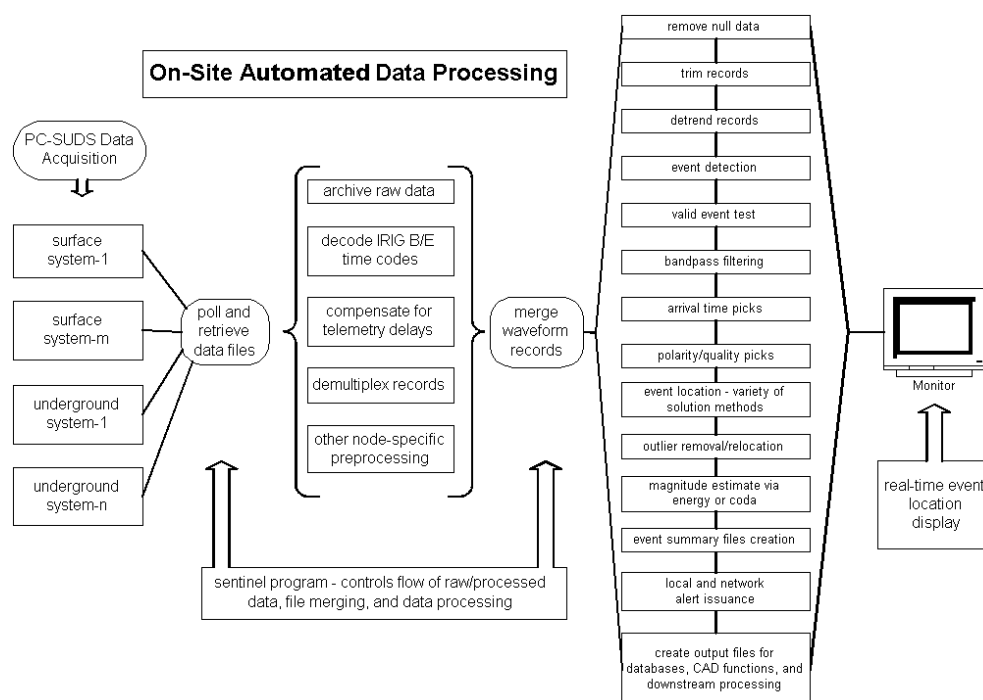 On-Site Automated Data Processing
PC-SUDS Data
Acquisition
surface
system-1
surface
system-m
underground
system-1
underground
system-n
poll and
retrieve
data files
archive raw data
decode IRIG B/E
time codes
compensate for
telemetry delays
demultiplex records
other node-specific
preprocessing
merge
waveform
records
sentinel program - controls flow of raw/processed
data, file merging, and data processing
remove null data
trim records
detrend records
event detection
valid event test
bandpass filtering
arrival time picks
polarity/quality picks
event location - variety of
solution methods
outlier removal/relocation
magnitude estimate via
energy or coda
event summary files creation
local and network
alert issuance
create output files for
databases, CAD functions, and
downstream processing
Monitor
real-time event
location
display